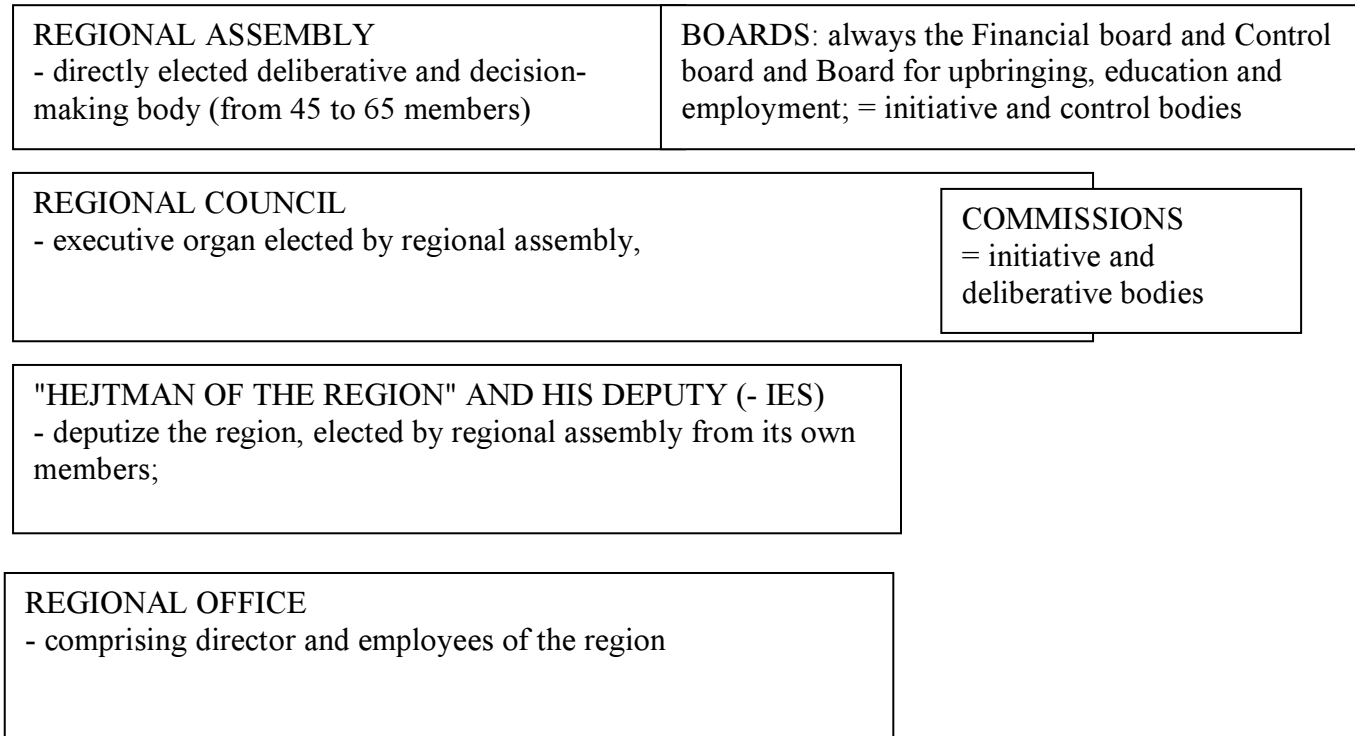 REGIONAL ASSEMBLY
- directly elected deliberative and decision-
making body (from 45 to 65 members)
BOARDS: always the Financial board and Control
board and Board for upbringing, education and
employment; = initiative and control bodies
REGIONAL COUNCIL
- executive organ elected by regional assembly,
COMMISSIONS
= initiative and
deliberative bodies
"HEJTMAN OF THE REGION" AND HIS DEPUTY (- IES)
- deputize the region, elected by regional assembly from its own
members;
REGIONAL OFFICE
- comprising director and employees of the region